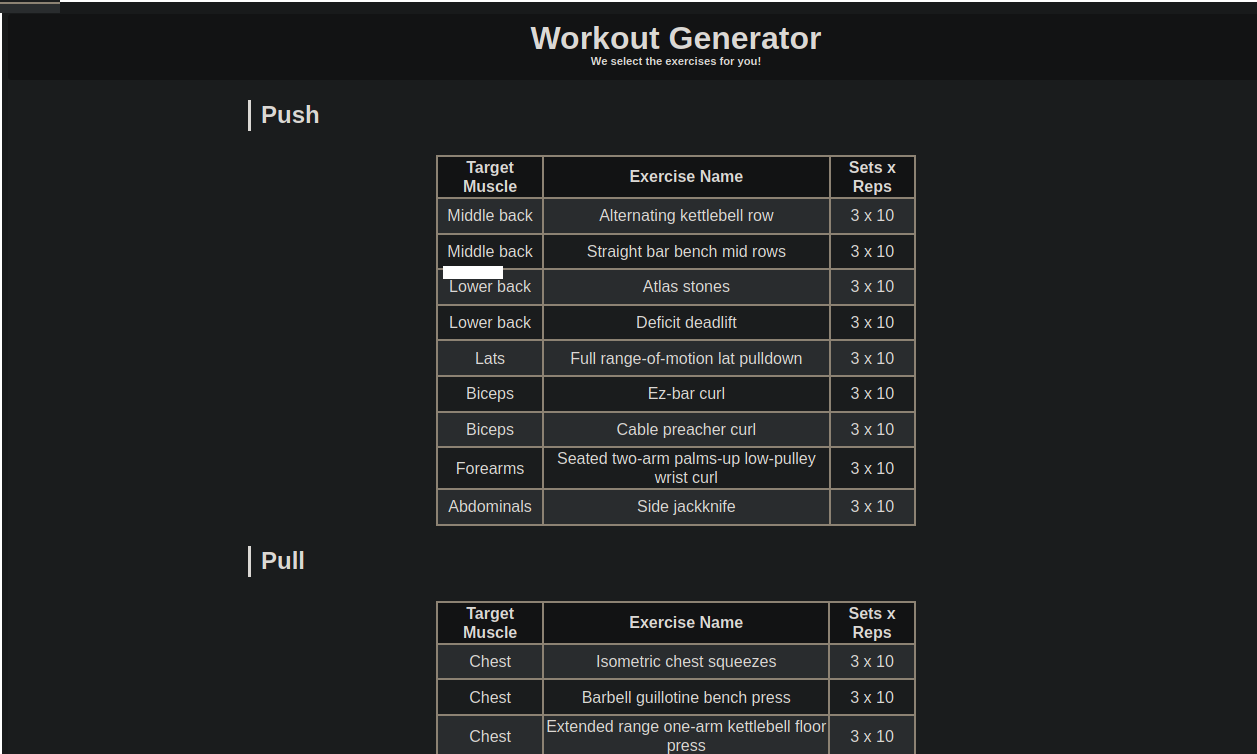 Workout Generator
We select the exercises for you!
Push
Target Muscle Exercise Name Sets x Reps
Middle back Alternating kettlebell row 3 x 10
Middle back Straight bar bench mid rows 3 x 10
Lower back Atlas stones 3 x 10
Lower back Deficit deadlift 3 x 10
Lats Full range-of-motion lat pulldown 3 x 10
Biceps Ez-bar curl 3 x 10
Biceps Cable preacher curl 3 x 10
Forearms Seated two-arm palms-up low-pulley wrist curl 3 x 10
Abdominals Side jackknife 3 x 10
Pull
Target Muscle Exercise Name Sets x Reps
Chest Isometric chest squeezes 3 x 10
Chest Barbell guillotine bench press 3 x 10
Chest Extended range one-arm kettlebell floor press 3 x 10